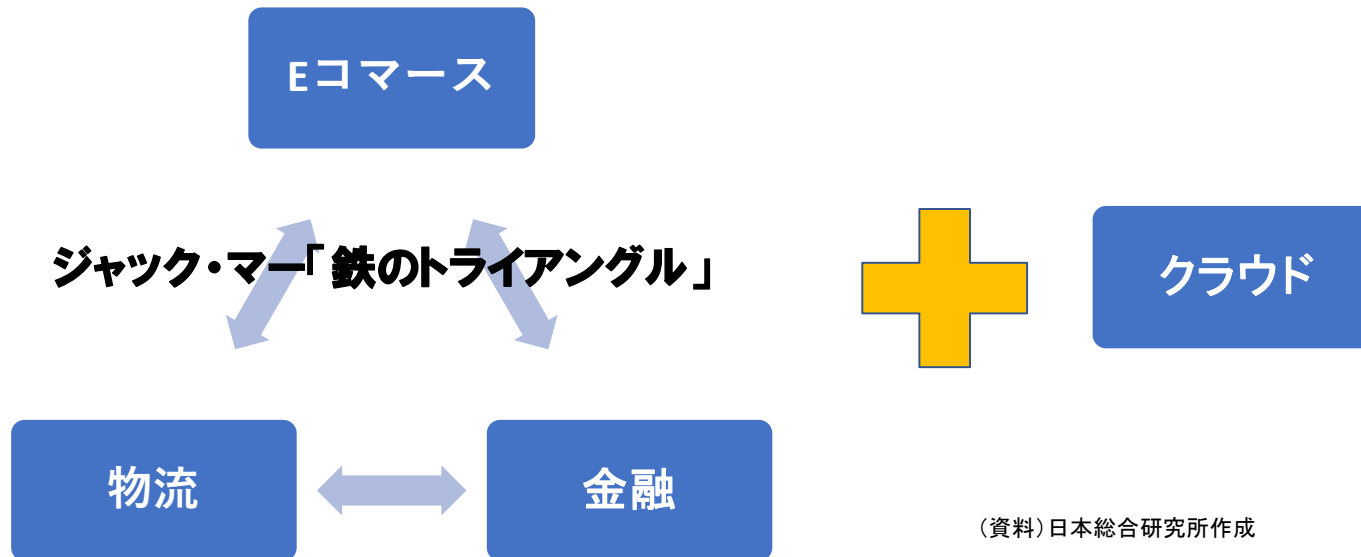 Eコマース
ジャック・マー「鉄のトライアングル」
クラウド
物流
金融
（資料）日本総合研究所作成